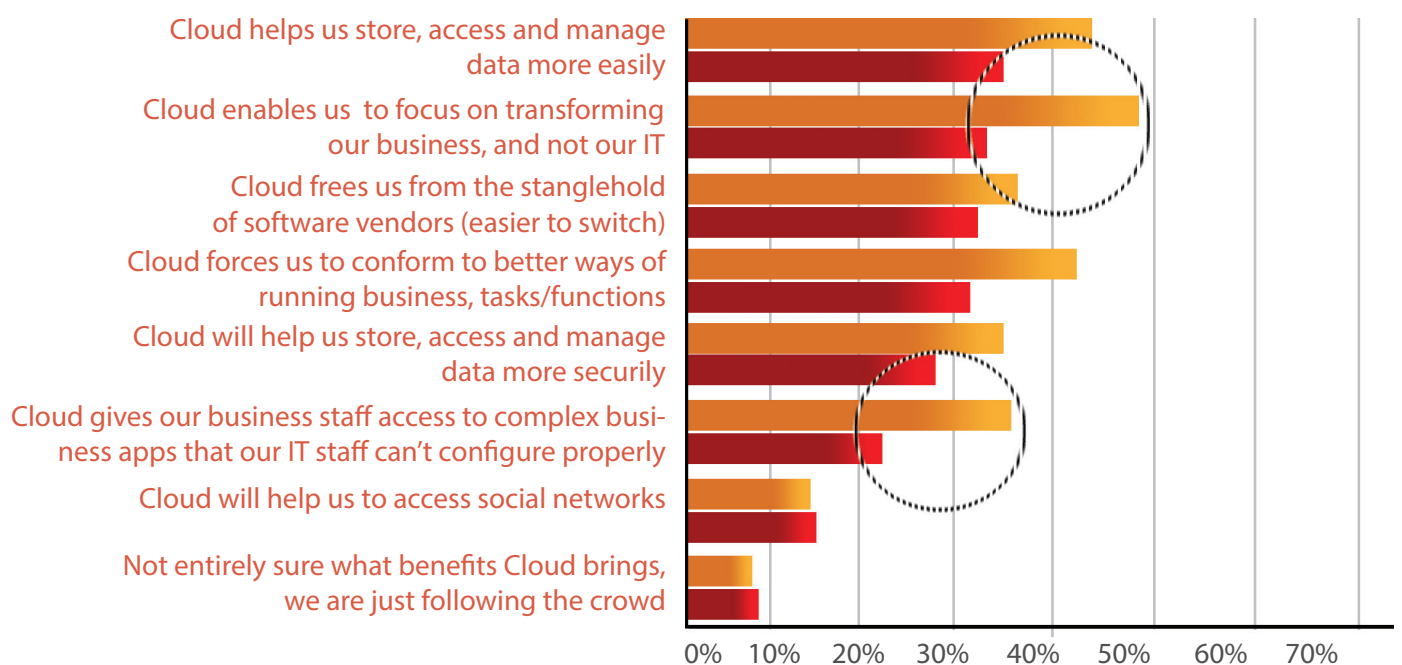 Cloud helps us store, access and manage
data more easily
Cloud enables us  to focus on transforming
our business, and not our IT
Cloud frees us from the stanglehold
of software vendors (easier to switch)
Cloud forces us to conform to better ways of
running business, tasks/functions
Cloud will help us store, access and manage
data more securily
Cloud gives our business staff access to complex busi-
ness apps that our IT staff can’t configure properly
Cloud will help us to access social networks
Not entirely sure what benefits Cloud brings,
we are just following the crowd
0% 10% 20% 30% 40% 50% 60% 70%